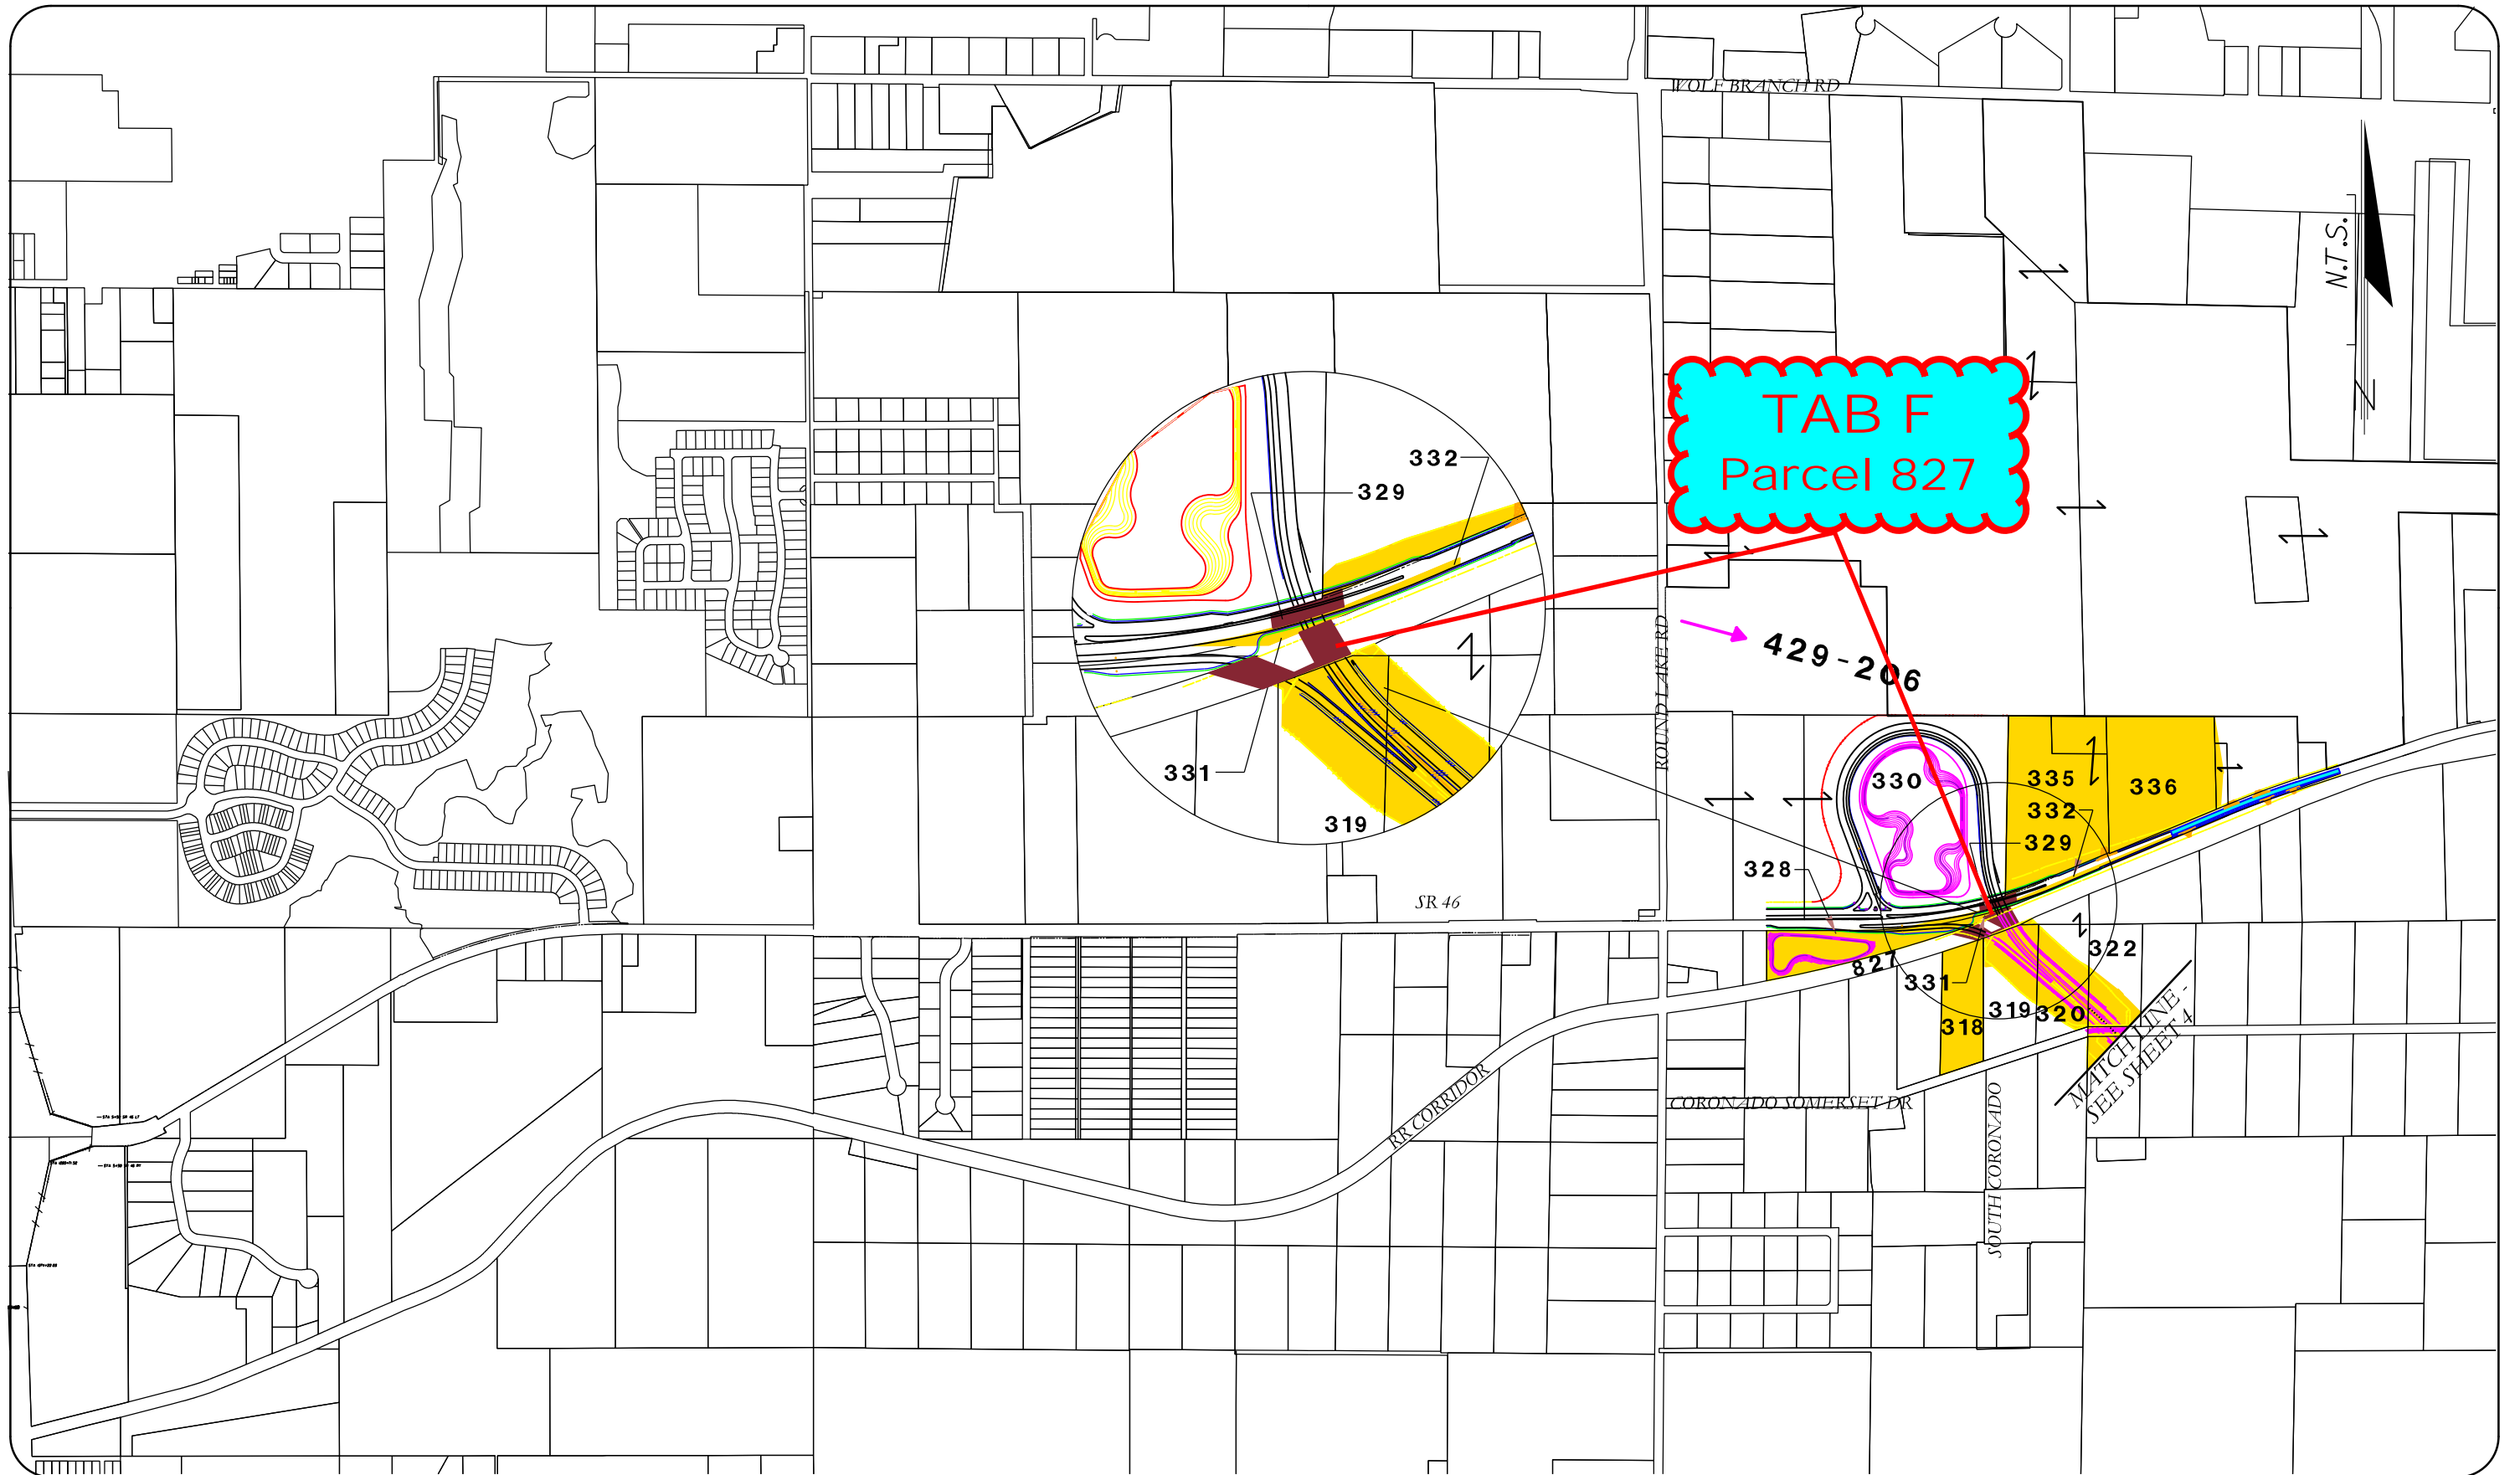 WOLF BRANCH RD
N.T.S.
TAB F
Parcel 827
332
329
331
319
ROUND LAKE RD
429-206
330
335
336
332
329
328
SR 46
827
331
322
318
319
320
MATCH LINE -
SEE SHEET 4
RR CORRIDOR
CORONADO SOMERSET DR
SOUTH CORONADO